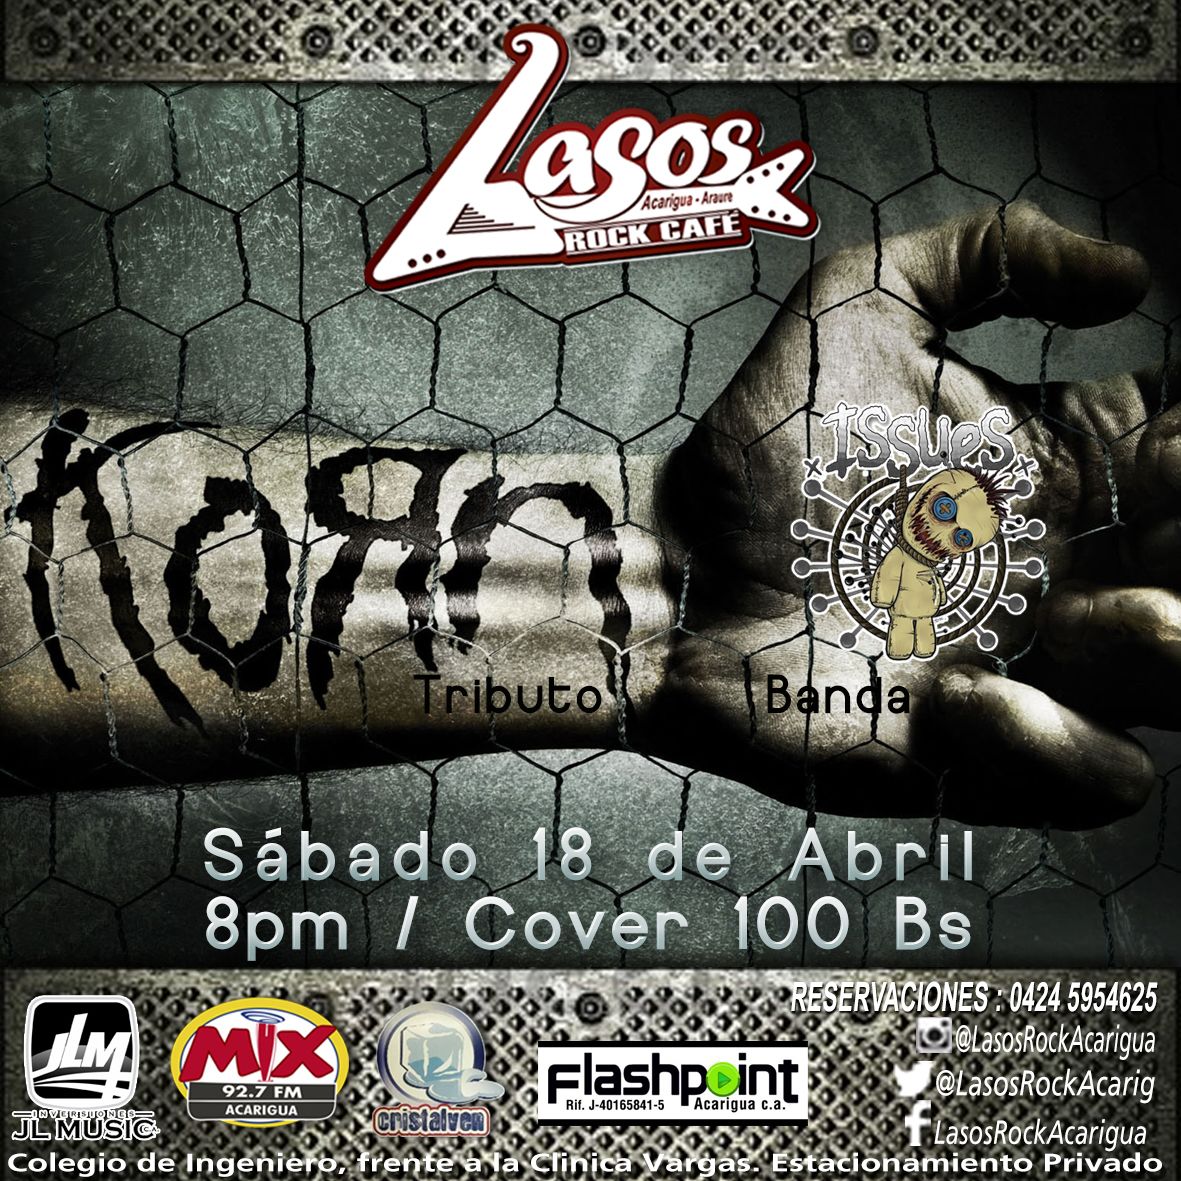 Lasos
Acarigua - Araure
ROCK CAFÉ
KoRn
ISSUES
Tributo
Banda
Sábado 18 de Abril
8pm / Cover 100 Bs
RESERVACIONES : 0424 5954625
@LasosRockAcarigua
@LasosRockAcarig
LasosRockAcarigua
JLM
INVERSIONES
JL MUSIC C.A.
MIX
92.7 FM
ACARIGUA
cristalven
Flashpoint
Rif. J-40165841-5 Acarigua c.a.
Colegio de Ingeniero, frente a la Clinica Vargas. Estacionamiento Privado